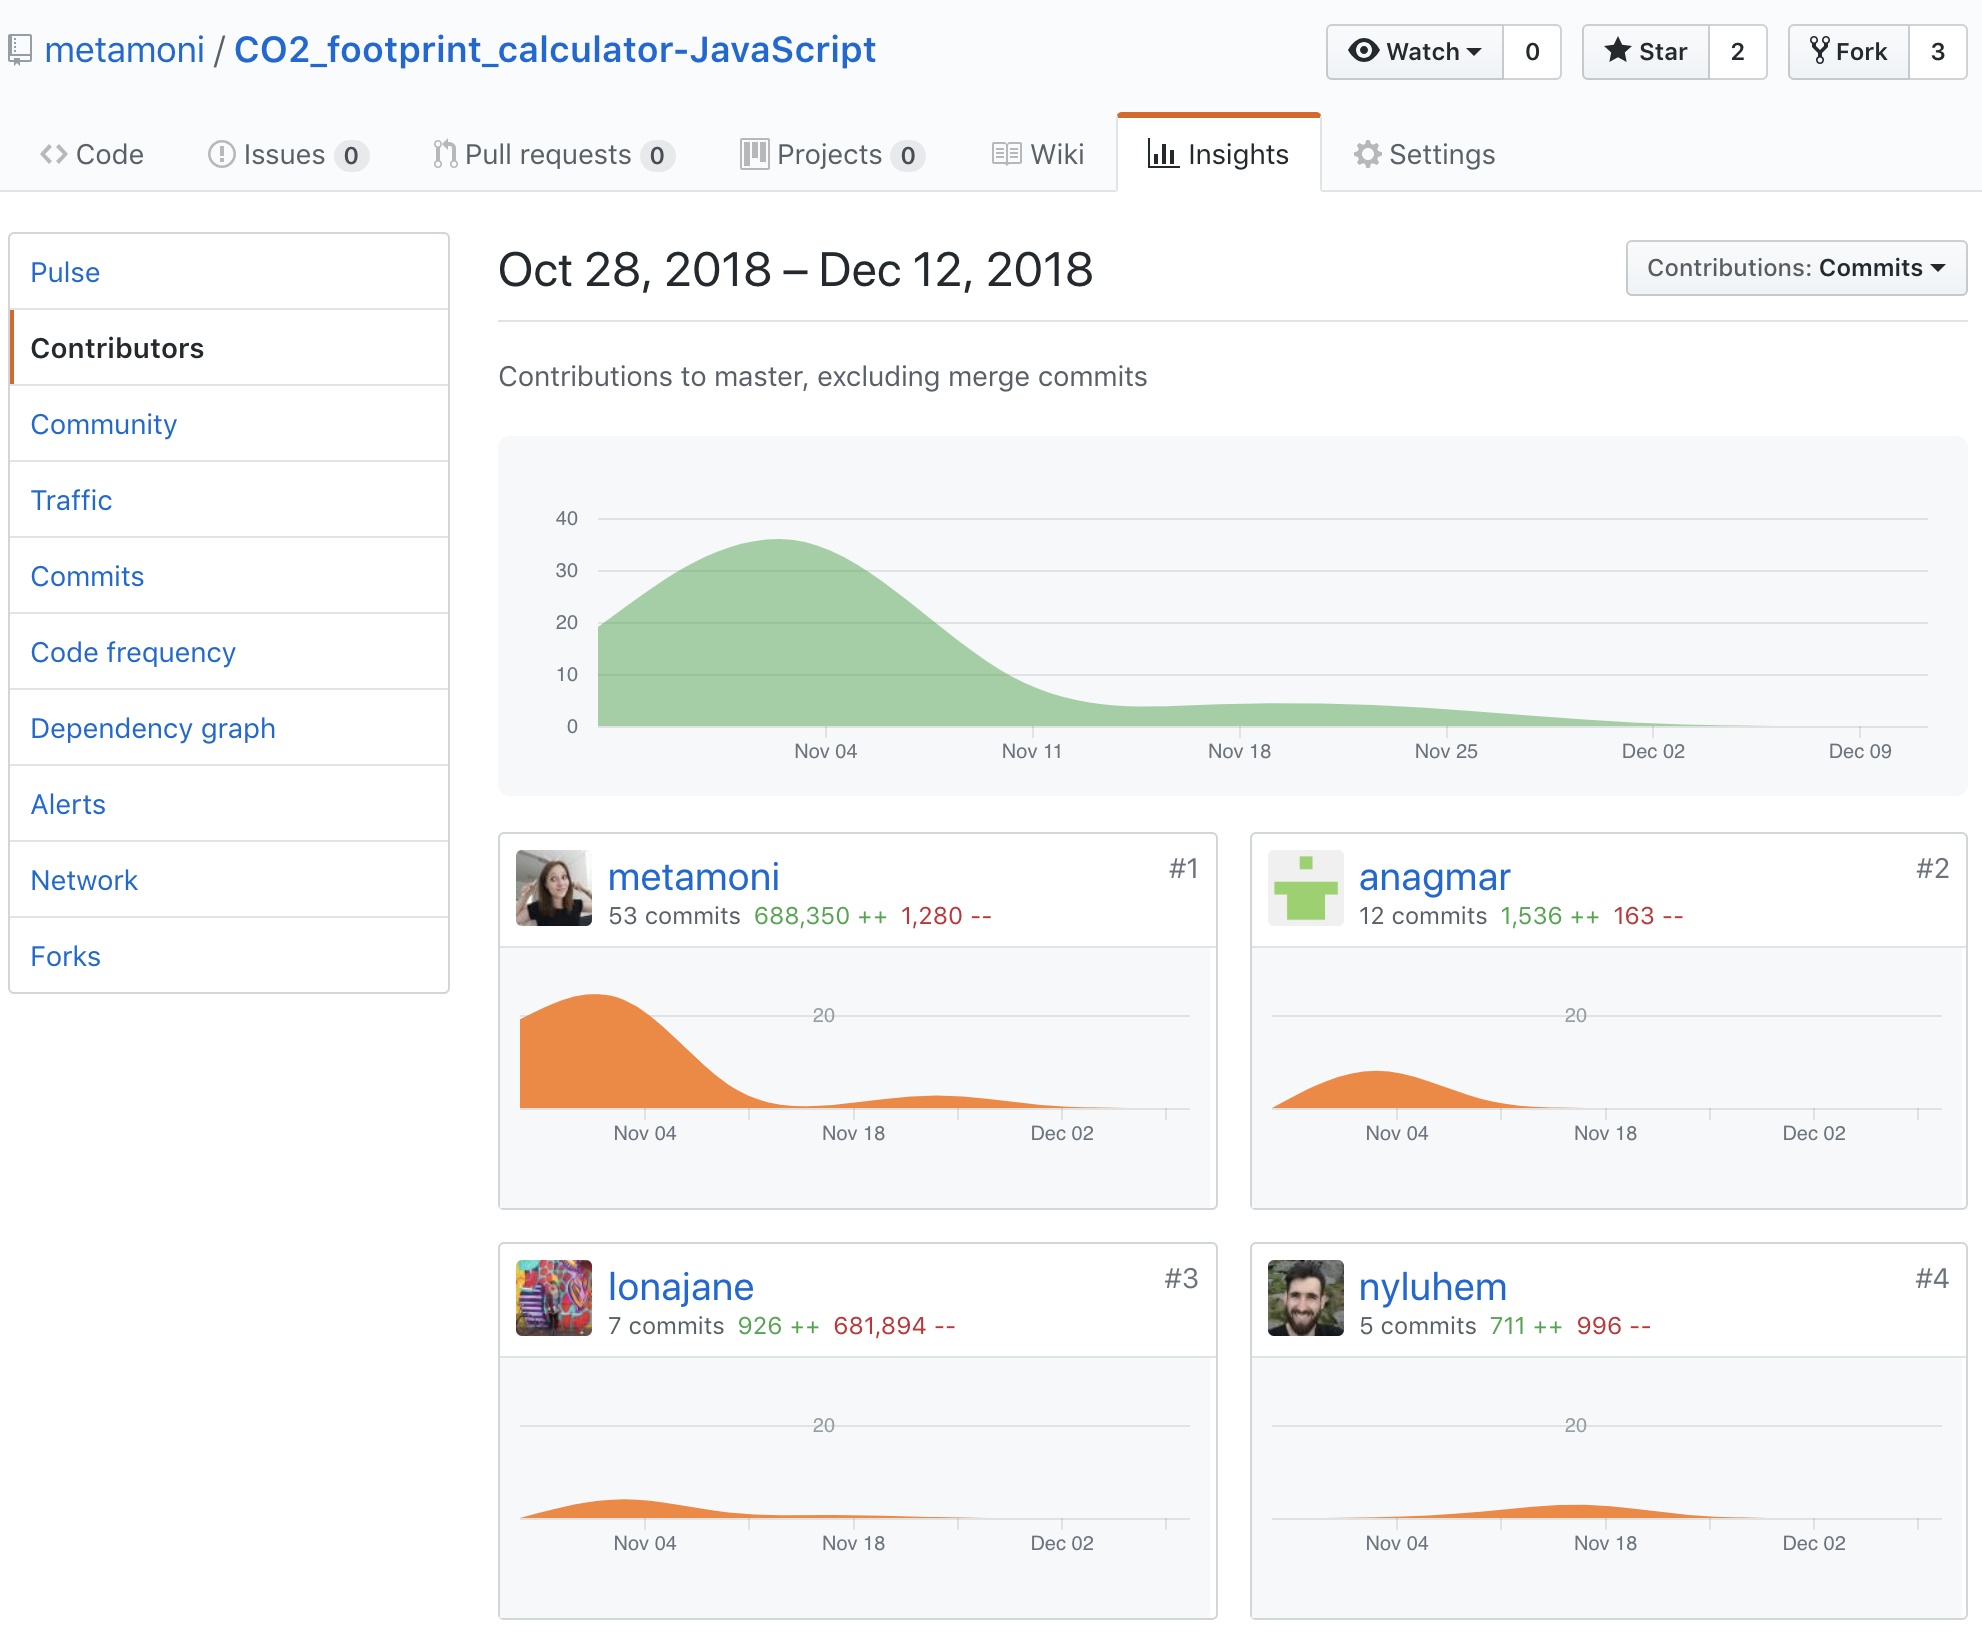 metamoni / CO2_footprint_calculator-JavaScript
Watch 0 Star 2 Fork 3
Code Issues 0 Pull requests 0 Projects 0 Wiki Insights Settings
Pulse
Contributors
Community
Traffic
Commits
Code frequency
Dependency graph
Alerts
Network
Forks
Oct 28, 2018 – Dec 12, 2018
Contributions: Commits
Contributions to master, excluding merge commits
40
30
20
10
0
Nov 04 Nov 11 Nov 18 Nov 25 Dec 02 Dec 09
metamoni #1
53 commits 688,350 ++ 1,280 --
20
Nov 04 Nov 18 Dec 02
anagmar #2
12 commits 1,536 ++ 163 --
20
Nov 04 Nov 18 Dec 02
lonajane #3
7 commits 926 ++ 681,894 --
20
Nov 04 Nov 18 Dec 02
nyluhem #4
5 commits 711 ++ 996 --
20
Nov 04 Nov 18 Dec 02